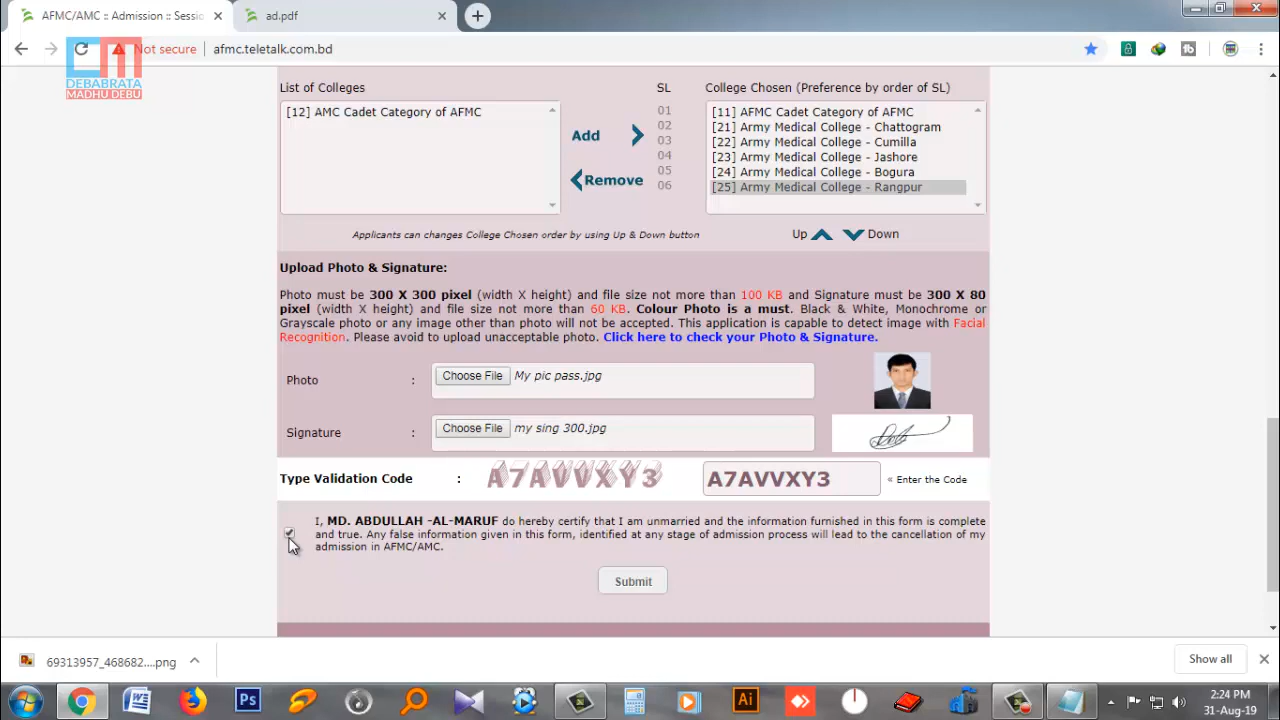 AFMC/AMC :: Admission :: Sessio
ad.pdf
Not secure
afmc.teletalk.com.bd
DEBABRATA
MADHU DEBU
List of Colleges
SL
College Chosen (Preference by order of SL)
[12] AMC Cadet Category of AFMC
01
02
03
04
05
06
Add
Remove
[11] AFMC Cadet Category of AFMC
[21] Army Medical College - Chattogram
[22] Army Medical College - Cumilla
[23] Army Medical College - Jashore
[24] Army Medical College - Bogura
[25] Army Medical College - Rangpur
Applicants can changes College Chosen order by using Up & Down button
Up
Down
Upload Photo & Signature:
Photo must be 300 X 300 pixel (width X height) and file size not more than 100 KB and Signature must be 300 X 80
pixel (width X height) and file size not more than 60 KB. Colour Photo is a must. Black & White, Monochrome or
Grayscale photo or any image other than photo will not be accepted. This application is capable to detect image with Facial
Recognition. Please avoid to upload unacceptable photo. Click here to check your Photo & Signature.
Photo : Choose File My pic pass.jpg
Signature : Choose File my sing 300.jpg
Type Validation Code : A7AVVXY3 A7AVVXY3 « Enter the Code
I, MD. ABDULLAH -AL-MARUF do hereby certify that I am unmarried and the information furnished in this form is complete
and true. Any false information given in this form, identified at any stage of admission process will lead to the cancellation of my
admission in AFMC/AMC.
Submit
69313957_468682....png
Show all
2:24 PM
31-Aug-19